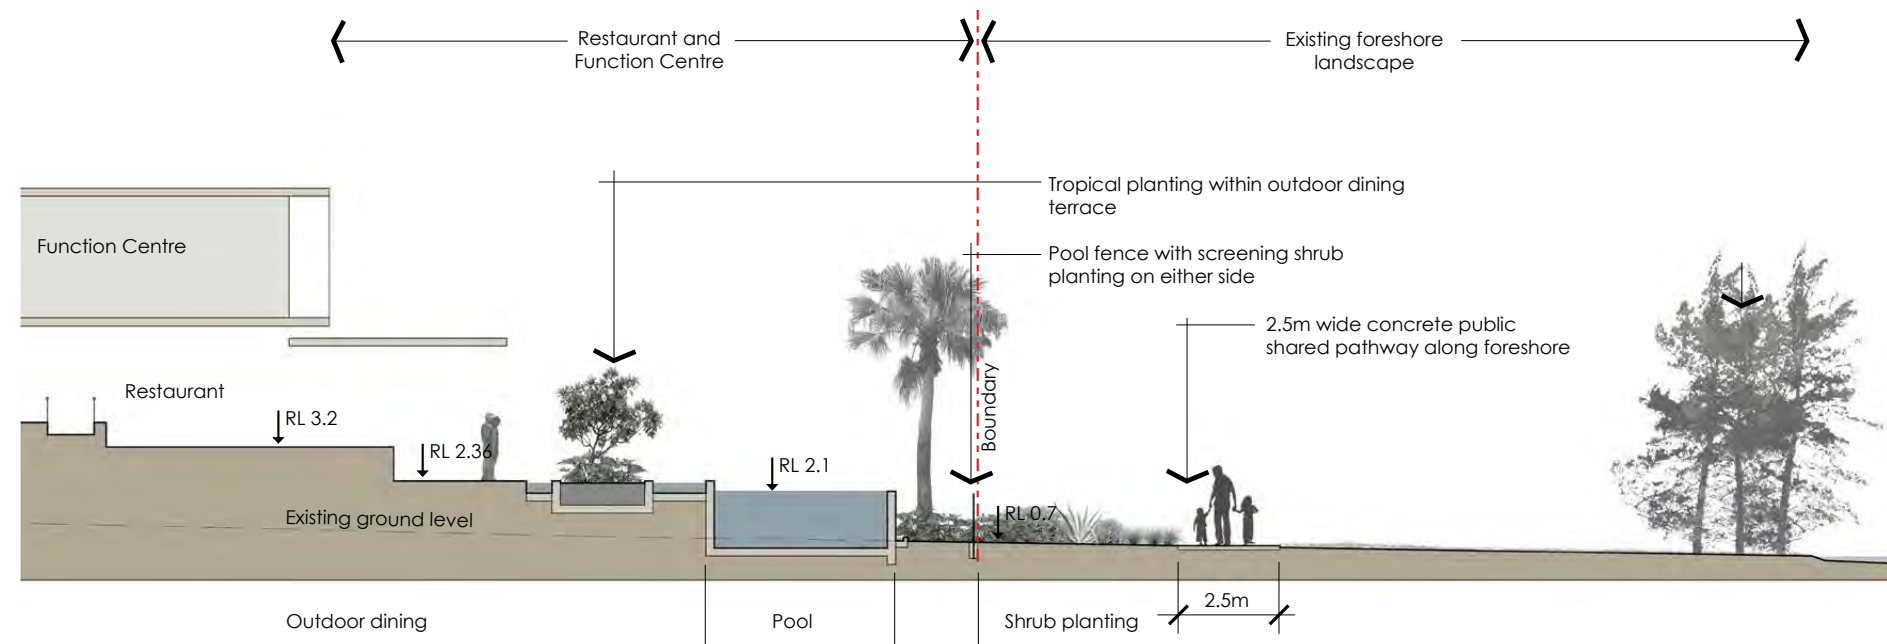 Restaurant and
Function Centre
Existing foreshore
landscape
Tropical planting within outdoor dining
terrace
Function Centre
Pool fence with screening shrub
planting on either side
2.5m wide concrete public
shared pathway along foreshore
Restaurant
Boundary
RL 3.2
RL 2.36
RL 2.1
RL 0.7
Existing ground level
2.5m
Outdoor dining
Pool
Shrub planting